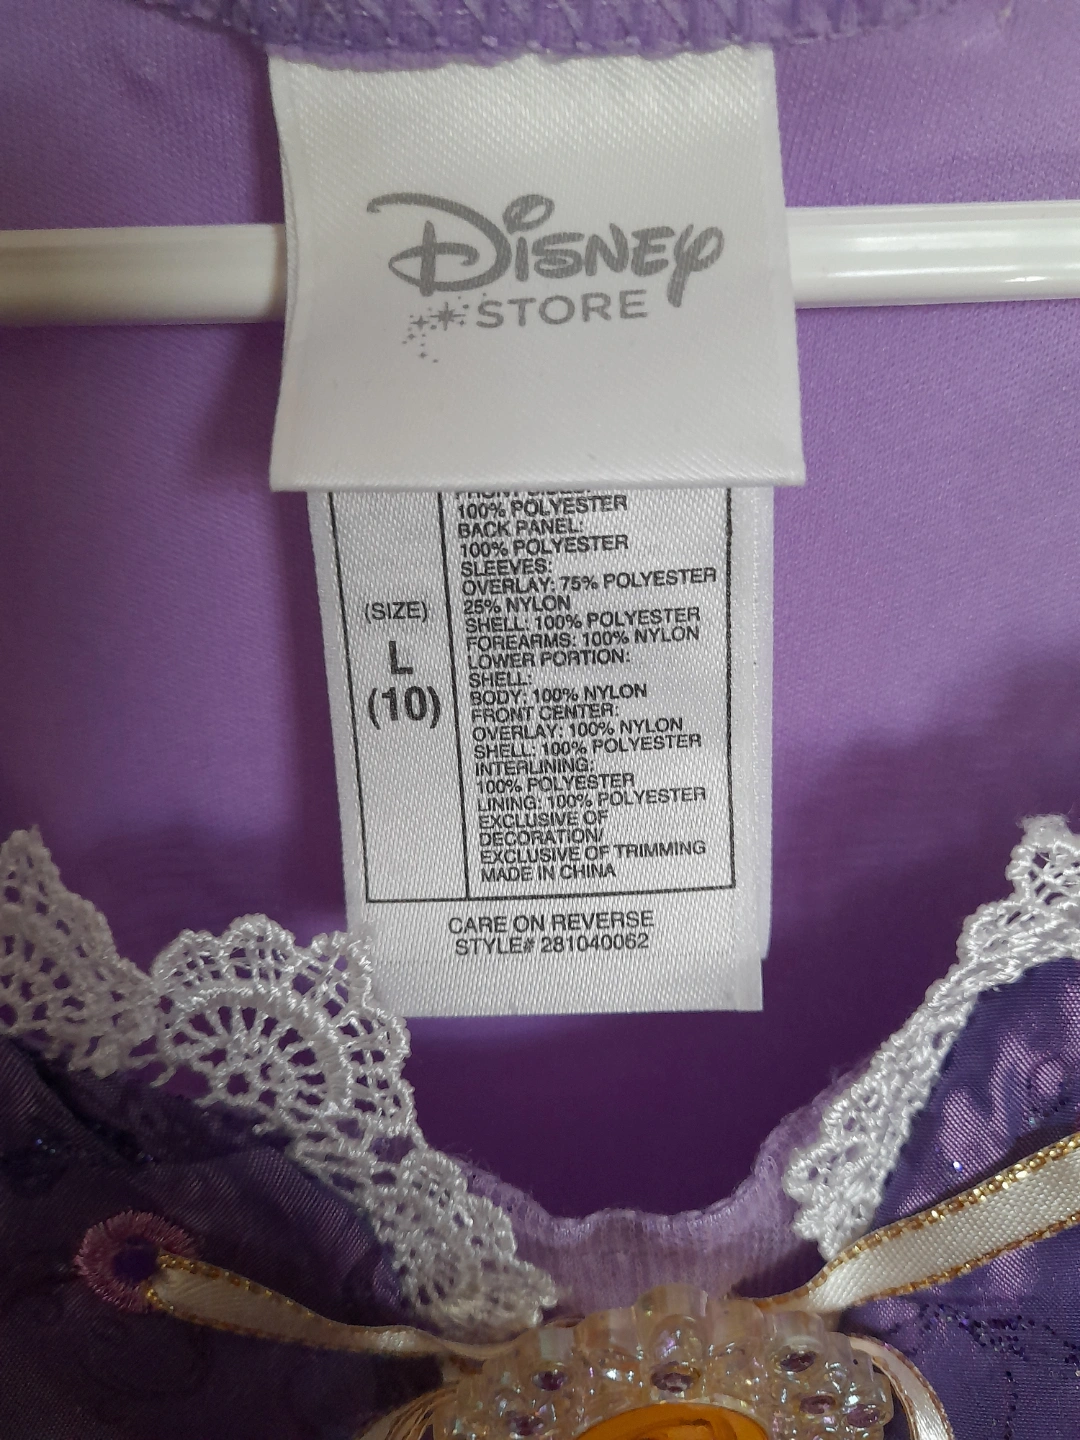 Disney
STORE
100% POLYESTER
BACK PANEL:
100% POLYESTER
SLEEVES:
OVERLAY: 75% POLYESTER
25% NYLON
SHELL: 100% POLYESTER
FOREARMS: 100% NYLON
LOWER PORTION:
SHELL:
BODY: 100% NYLON
FRONT CENTER:
OVERLAY: 100% NYLON
SHELL: 100% POLYESTER
INTERLINING:
100% POLYESTER
LINING: 100% POLYESTER
EXCLUSIVE OF
DECORATION/
EXCLUSIVE OF TRIMMING
MADE IN CHINA
(SIZE)
L
(10)
CARE ON REVERSE
STYLE# 281040062